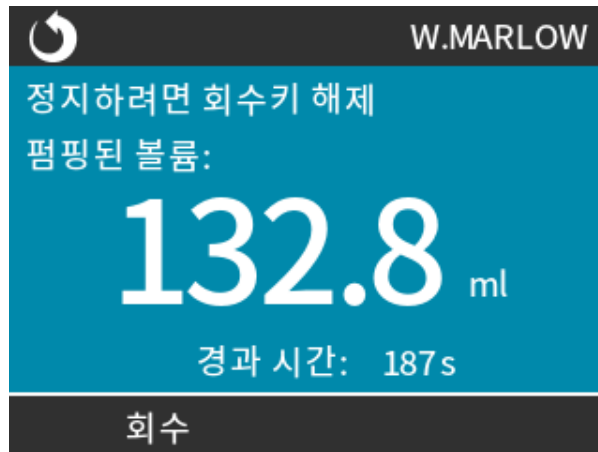 W.MARLOW
정지하려면 회수키 해제
펌핑된 볼륨:
132.8 ml
경과 시간: 187 s
회수